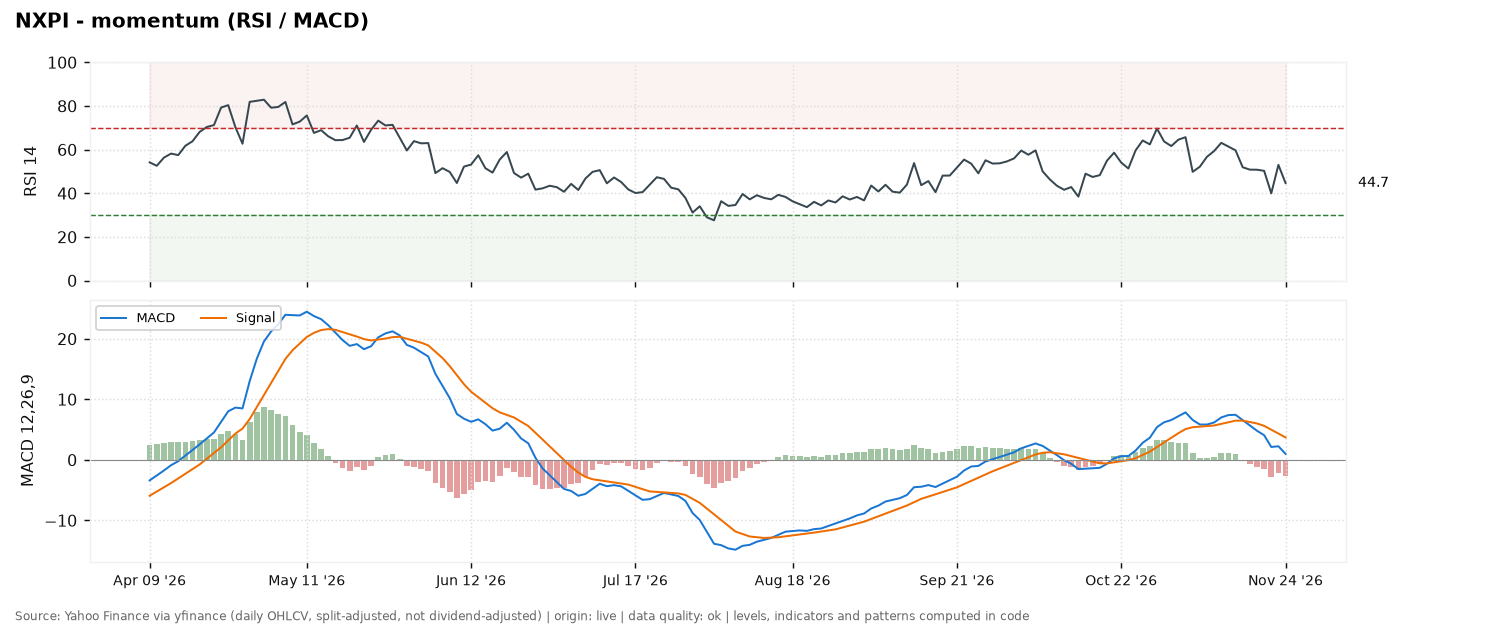 NXPI - momentum (RSI / MACD)
100
80
60
40
20
0
RSI 14
44.7
MACD Signal
20
10
0
−10
MACD 12,26,9
Apr 09 '26 May 11 '26 Jun 12 '26 Jul 17 '26 Aug 18 '26 Sep 21 '26 Oct 22 '26 Nov 24 '26
Source: Yahoo Finance via yfinance (daily OHLCV, split-adjusted, not dividend-adjusted) | origin: live | data quality: ok | levels, indicators and patterns computed in code